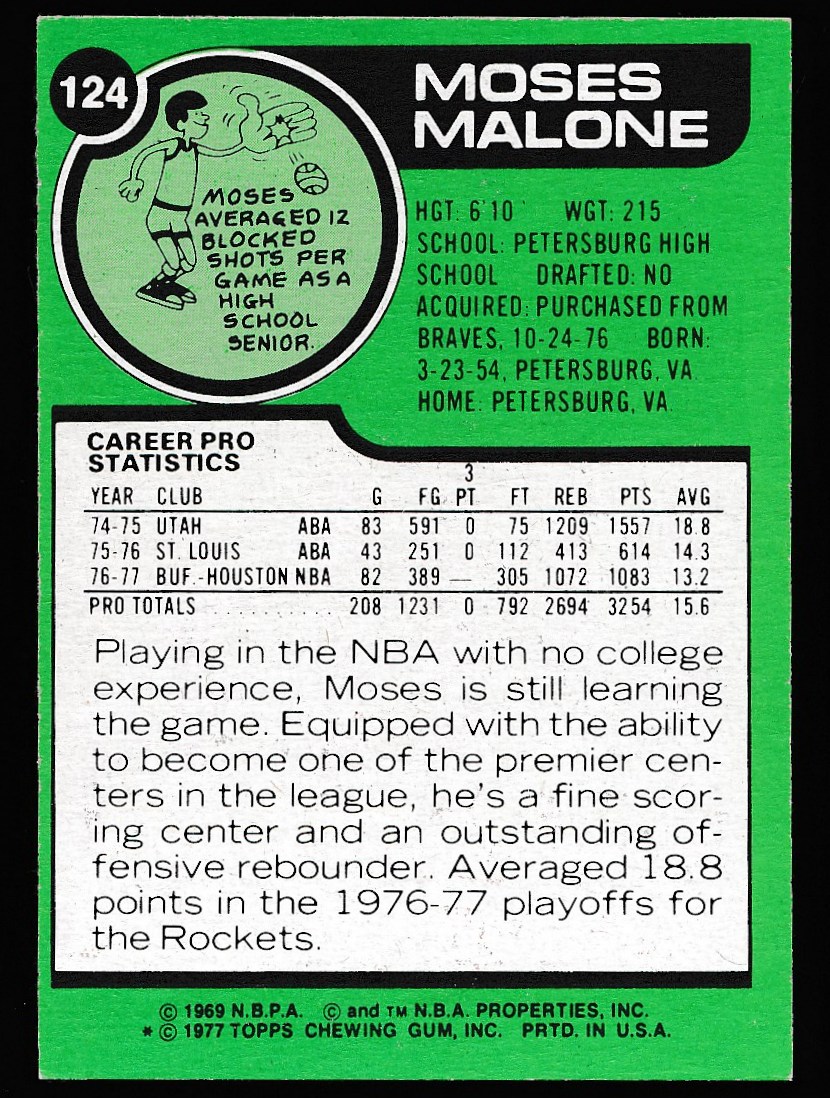 124
MOSES
MALONE
MOSES
AVERAGED 12
BLOCKED
SHOTS PER
GAME AS A
HIGH
SCHOOL
SENIOR.
HGT: 6'10" WGT: 215
SCHOOL: PETERSBURG HIGH
SCHOOL DRAFTED: NO
ACQUIRED: PURCHASED FROM
BRAVES, 10-24-76 BORN:
3-23-54, PETERSBURG, VA.
HOME: PETERSBURG, VA.
CAREER PRO
STATISTICS
YEAR CLUB G FG 3 PT FT REB PTS AVG
74-75 UTAH ABA 83 591 0 75 1209 1557 18.8
75-76 ST. LOUIS ABA 43 251 0 112 413 614 14.3
76-77 BUF.-HOUSTON NBA 82 389 — 305 1072 1083 13.2
PRO TOTALS . . . . . . . . . . . . 208 1231 0 792 2694 3254 15.6
Playing in the NBA with no college
experience, Moses is still learning
the game. Equipped with the ability
to become one of the premier cen-
ters in the league, he's a fine scor-
ing center and an outstanding of-
fensive rebounder. Averaged 18.8
points in the 1976-77 playoffs for
the Rockets.
© 1969 N.B.P.A. © and TM N.B.A. PROPERTIES, INC.
* © 1977 TOPPS CHEWING GUM, INC. PRTD. IN U.S.A.